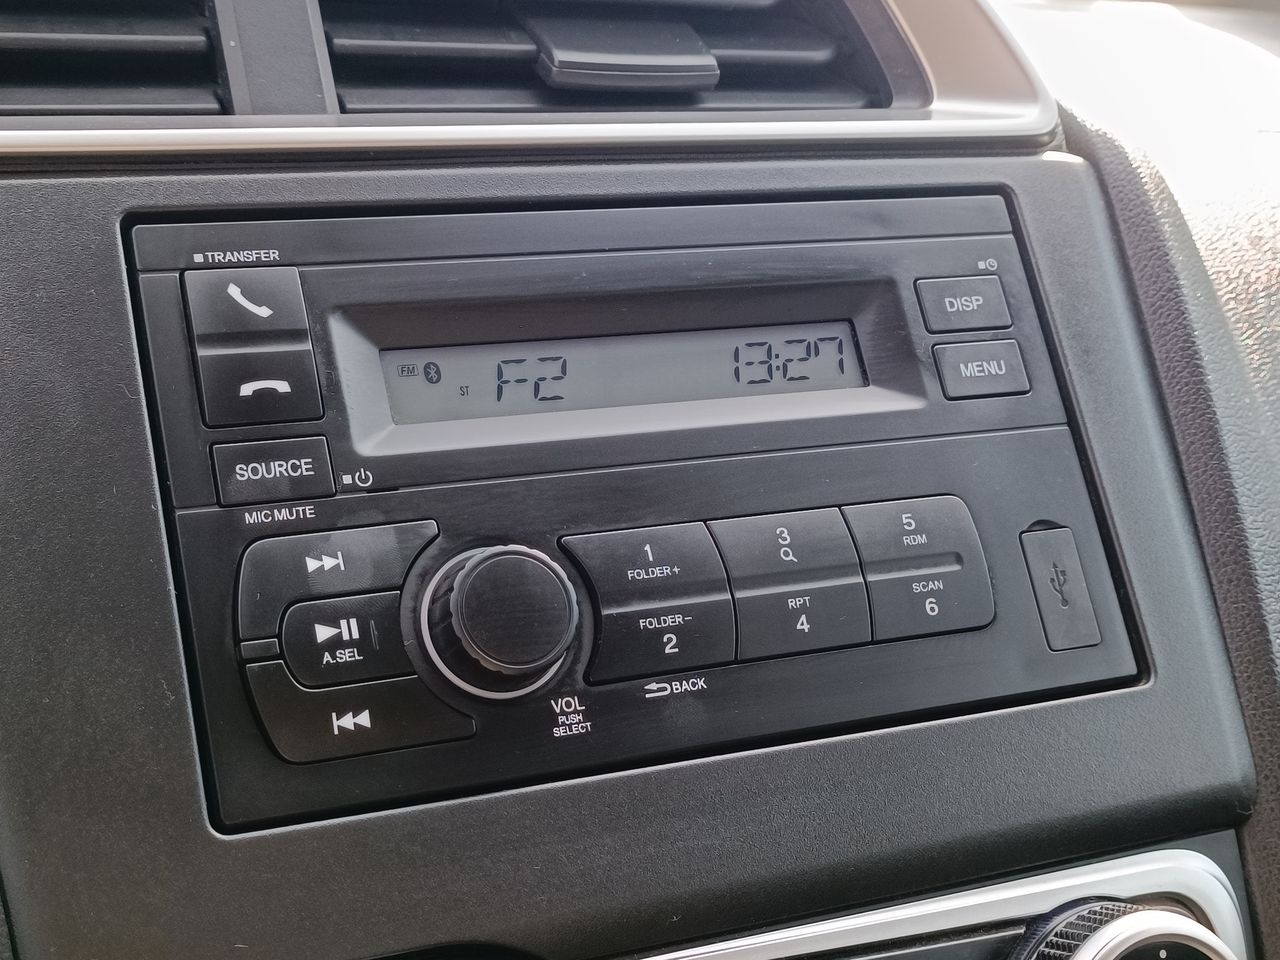 TRANSFER
DISP
MENU
FM
ST
F2
13:27
SOURCE
MIC MUTE
A.SEL
VOL
PUSH
SELECT
1
FOLDER+
FOLDER−
2
BACK
3
RPT
4
5
RDM
SCAN
6